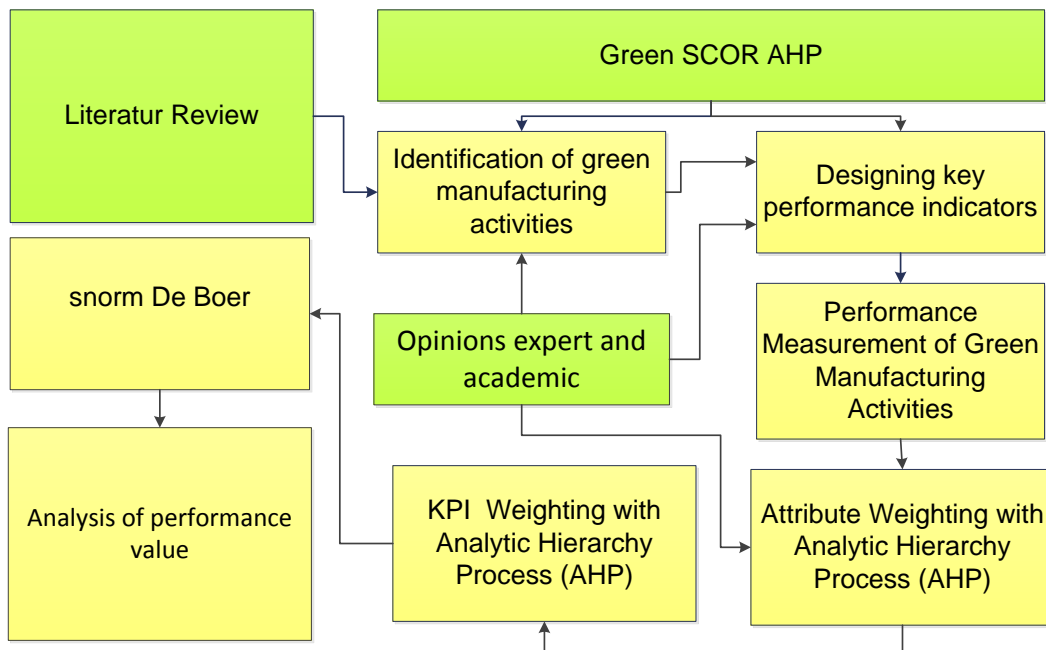 Literatur Review
Green SCOR AHP
Identification of green
manufacturing
activities
Designing key
performance indicators
snorm De Boer
Opinions expert and
academic
Performance
Measurement of Green
Manufacturing
Activities
Analysis of performance
value
KPI Weighting with
Analytic Hierarchy
Process (AHP)
Attribute Weighting with
Analytic Hierarchy
Process (AHP)